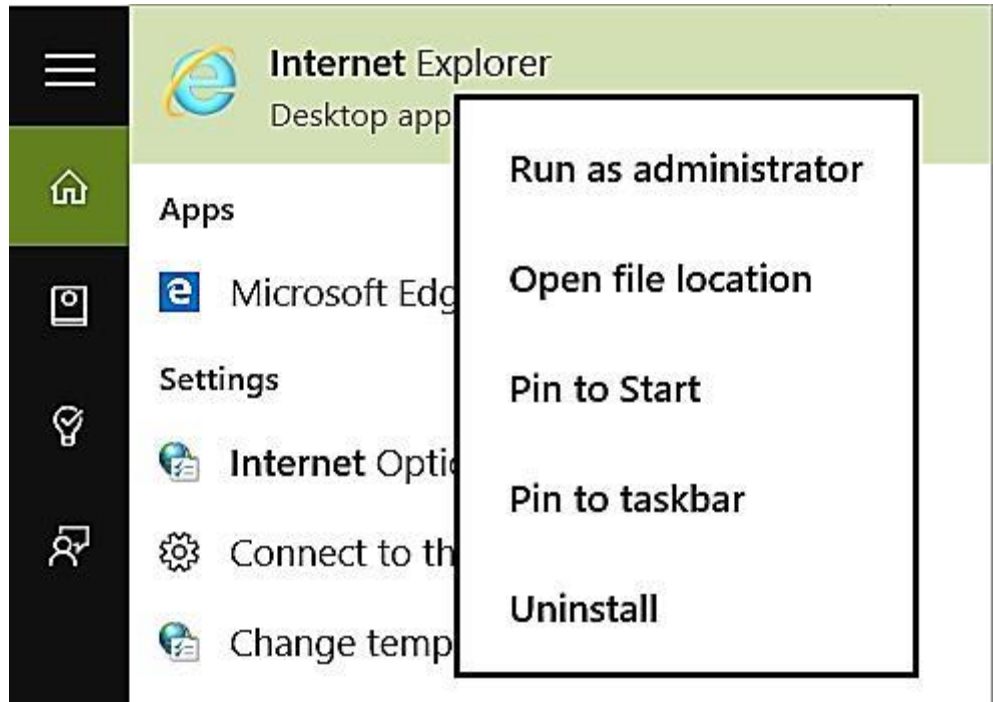 Internet Explorer
Desktop app
Run as administrator
Apps
Open file location
Microsoft Edg
Settings
Pin to Start
Internet Optio
Pin to taskbar
Connect to th
Uninstall
Change temp